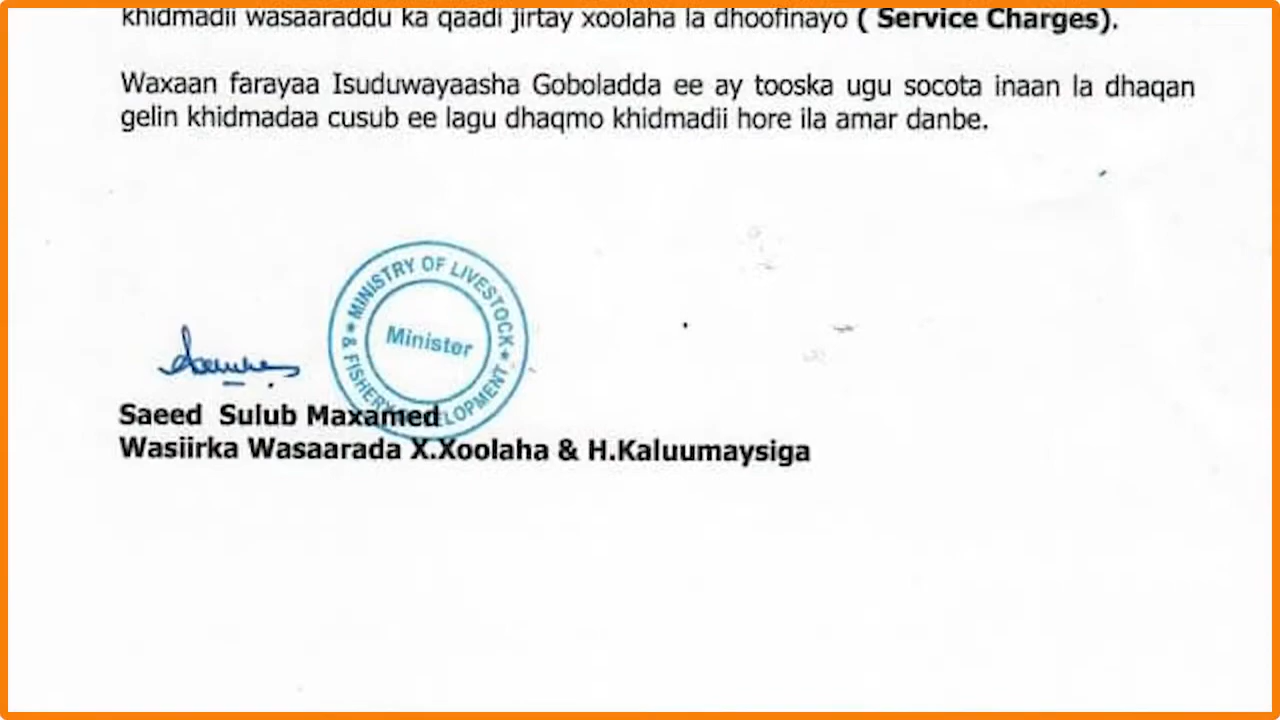 khidmadii wasaaraddu ka qaadi jirtay xoolaha la dhoofinayo ( Service Charges).
Waxaan farayaa Isuduwayaasha Goboladda ee ay tooska ugu socota inaan la dhaqan
gelin khidmadaa cusub ee lagu dhaqmo khidmadii hore ila amar danbe.
* MINISTRY OF LIVESTOCK *
& FISHERY DEVELOPMENT
Minister
Saeed Sulub Maxamed
Wasiirka Wasaarada X.Xoolaha & H.Kaluumaysiga